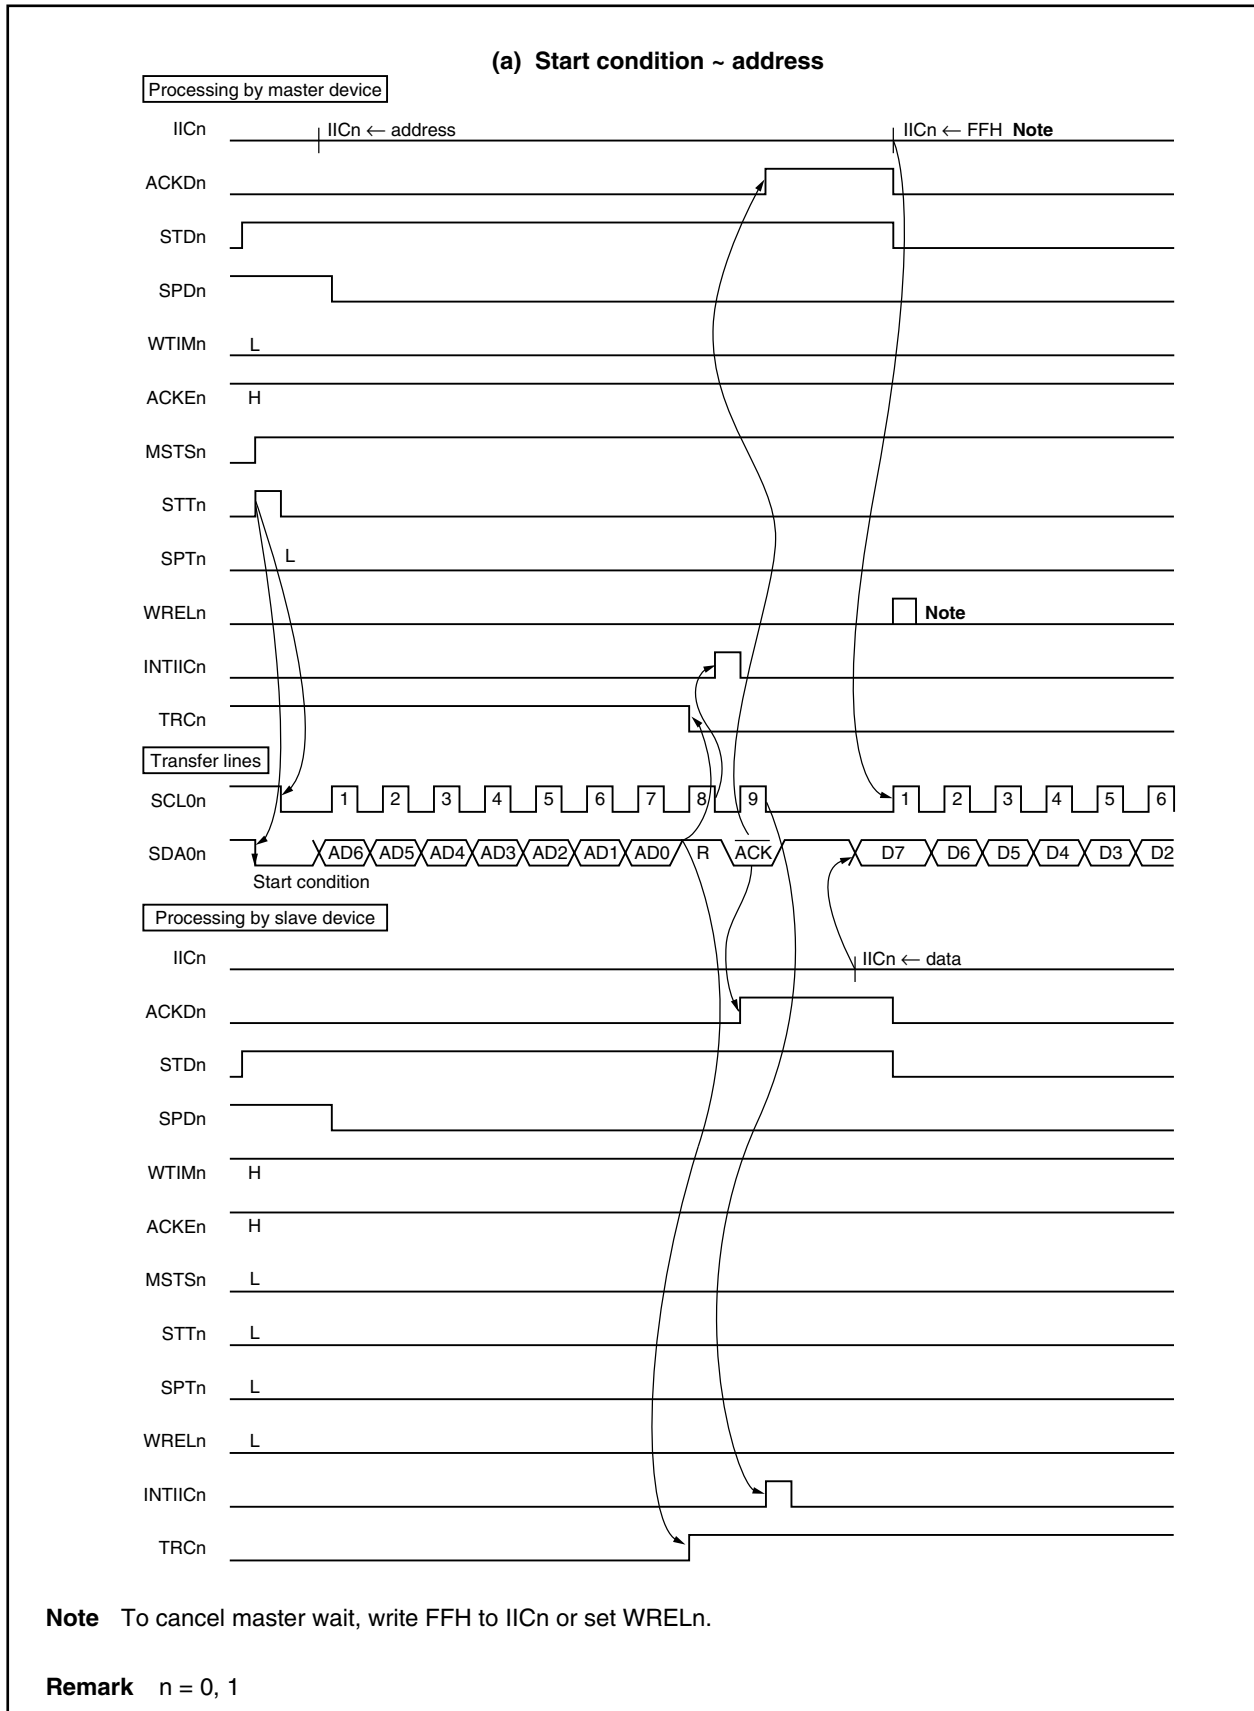 (a) Start condition ~ address
Processing by master device
IICn IICn ← address IICn ← FFH Note
ACKDn
STDn
SPDn
WTIMn L
ACKEn H
MSTSn
STTn
SPTn L
WRELn Note
INTIICn
TRCn
Transfer lines
SCL0n 1 2 3 4 5 6 7 8 9 1 2 3 4 5 6
SDA0n AD6 AD5 AD4 AD3 AD2 AD1 AD0 R ACK D7 D6 D5 D4 D3 D2
Start condition
Processing by slave device
IICn IICn ← data
ACKDn
STDn
SPDn
WTIMn H
ACKEn H
MSTSn L
STTn L
SPTn L
WRELn L
INTIICn
TRCn
Note To cancel master wait, write FFH to IICn or set WRELn.
Remark n = 0, 1